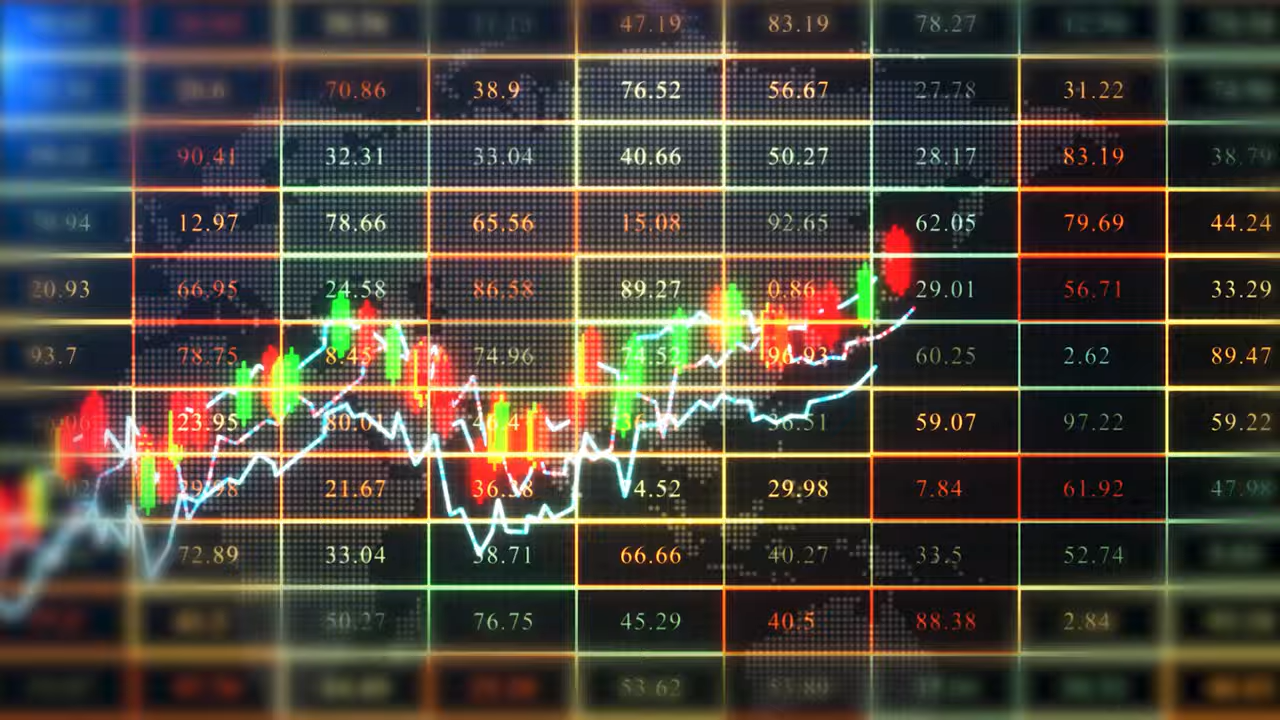 47.19 83.19 78.27
70.86 38.9 76.52 56.67 27.78 31.22
90.41 32.31 33.04 40.66 50.27 28.17 83.19 38.79
12.97 78.66 65.56 15.08 92.65 62.05 79.69 44.24
20.93 66.95 24.58 86.58 89.27 0.86 29.01 56.71 33.29
93.7 78.75 8.45 74.96 74.52 96.93 60.25 2.62 89.47
23.95 80.01 59.07 97.22 59.22
29.98 21.67 36.38 4.52 29.98 7.84 61.92 47.98
72.89 33.04 66.66 40.27 33.5 52.74
50.27 76.75 45.29 40.5 88.38 2.84
53.62 53.89